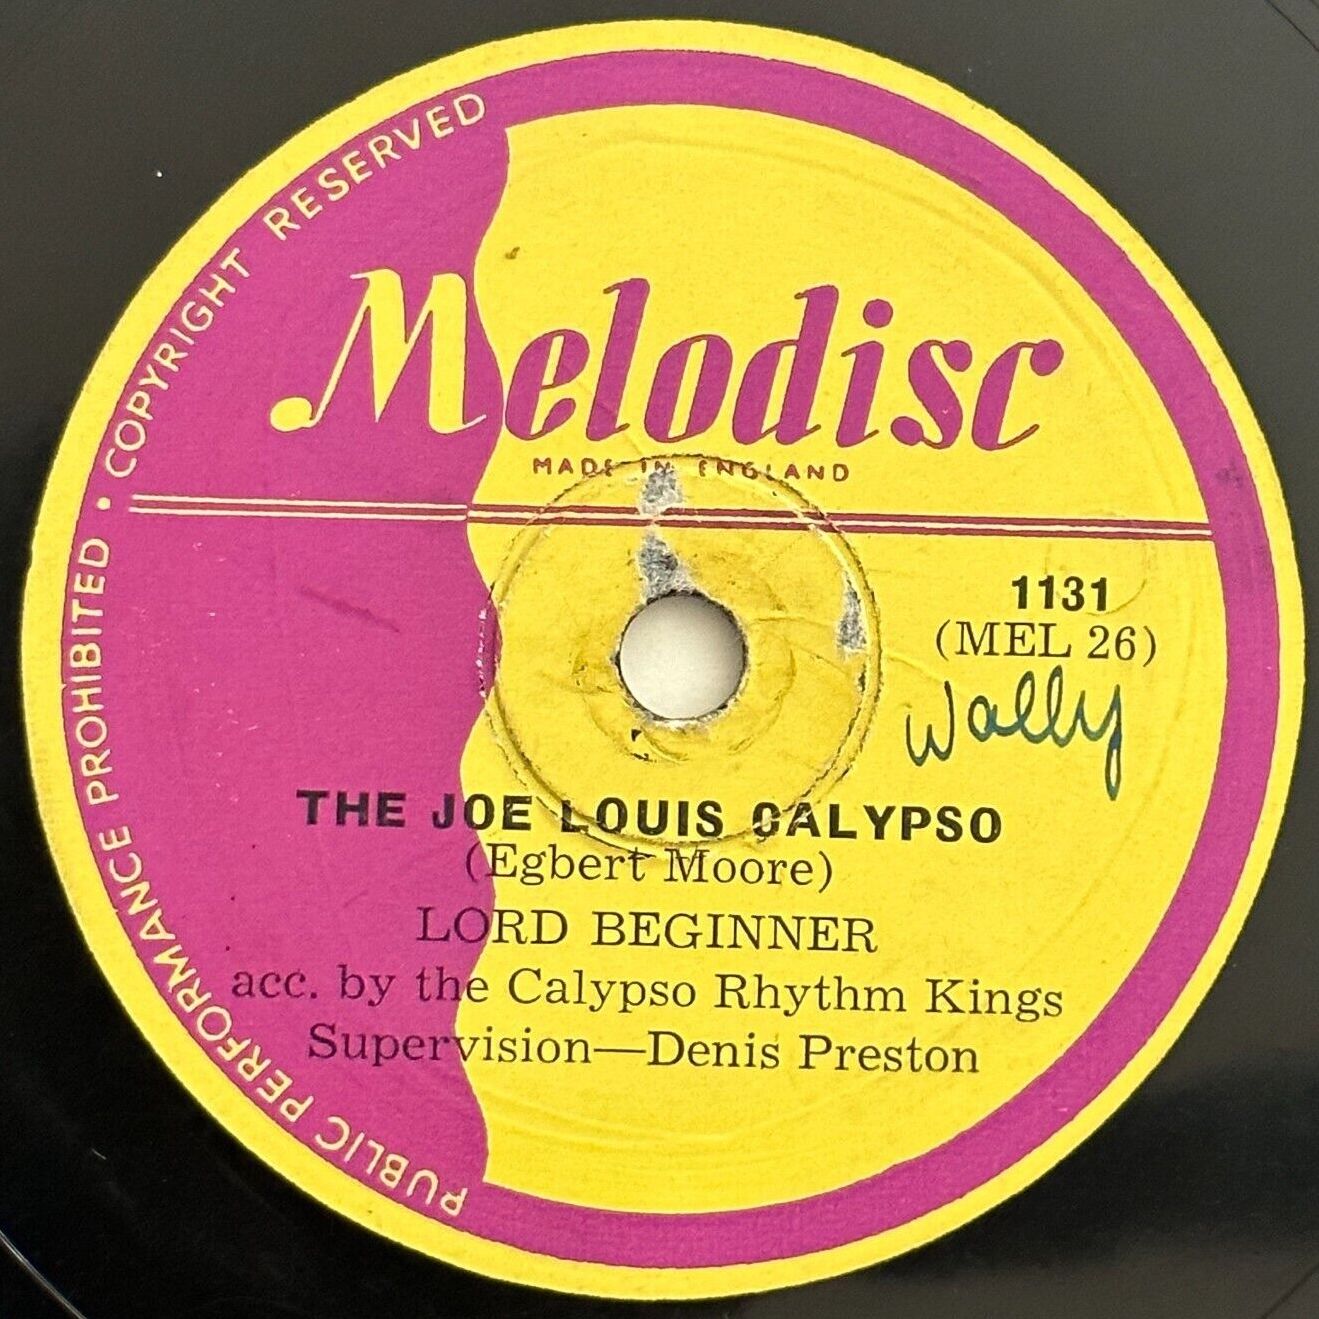 PUBLIC PERFORMANCE PROHIBITED • COPYRIGHT RESERVED
Melodisc
MADE IN ENGLAND
1131
(MEL 26)
Wally
THE JOE LOUIS CALYPSO
(Egbert Moore)
LORD BEGINNER
acc. by the Calypso Rhythm Kings
Supervision—Denis Preston